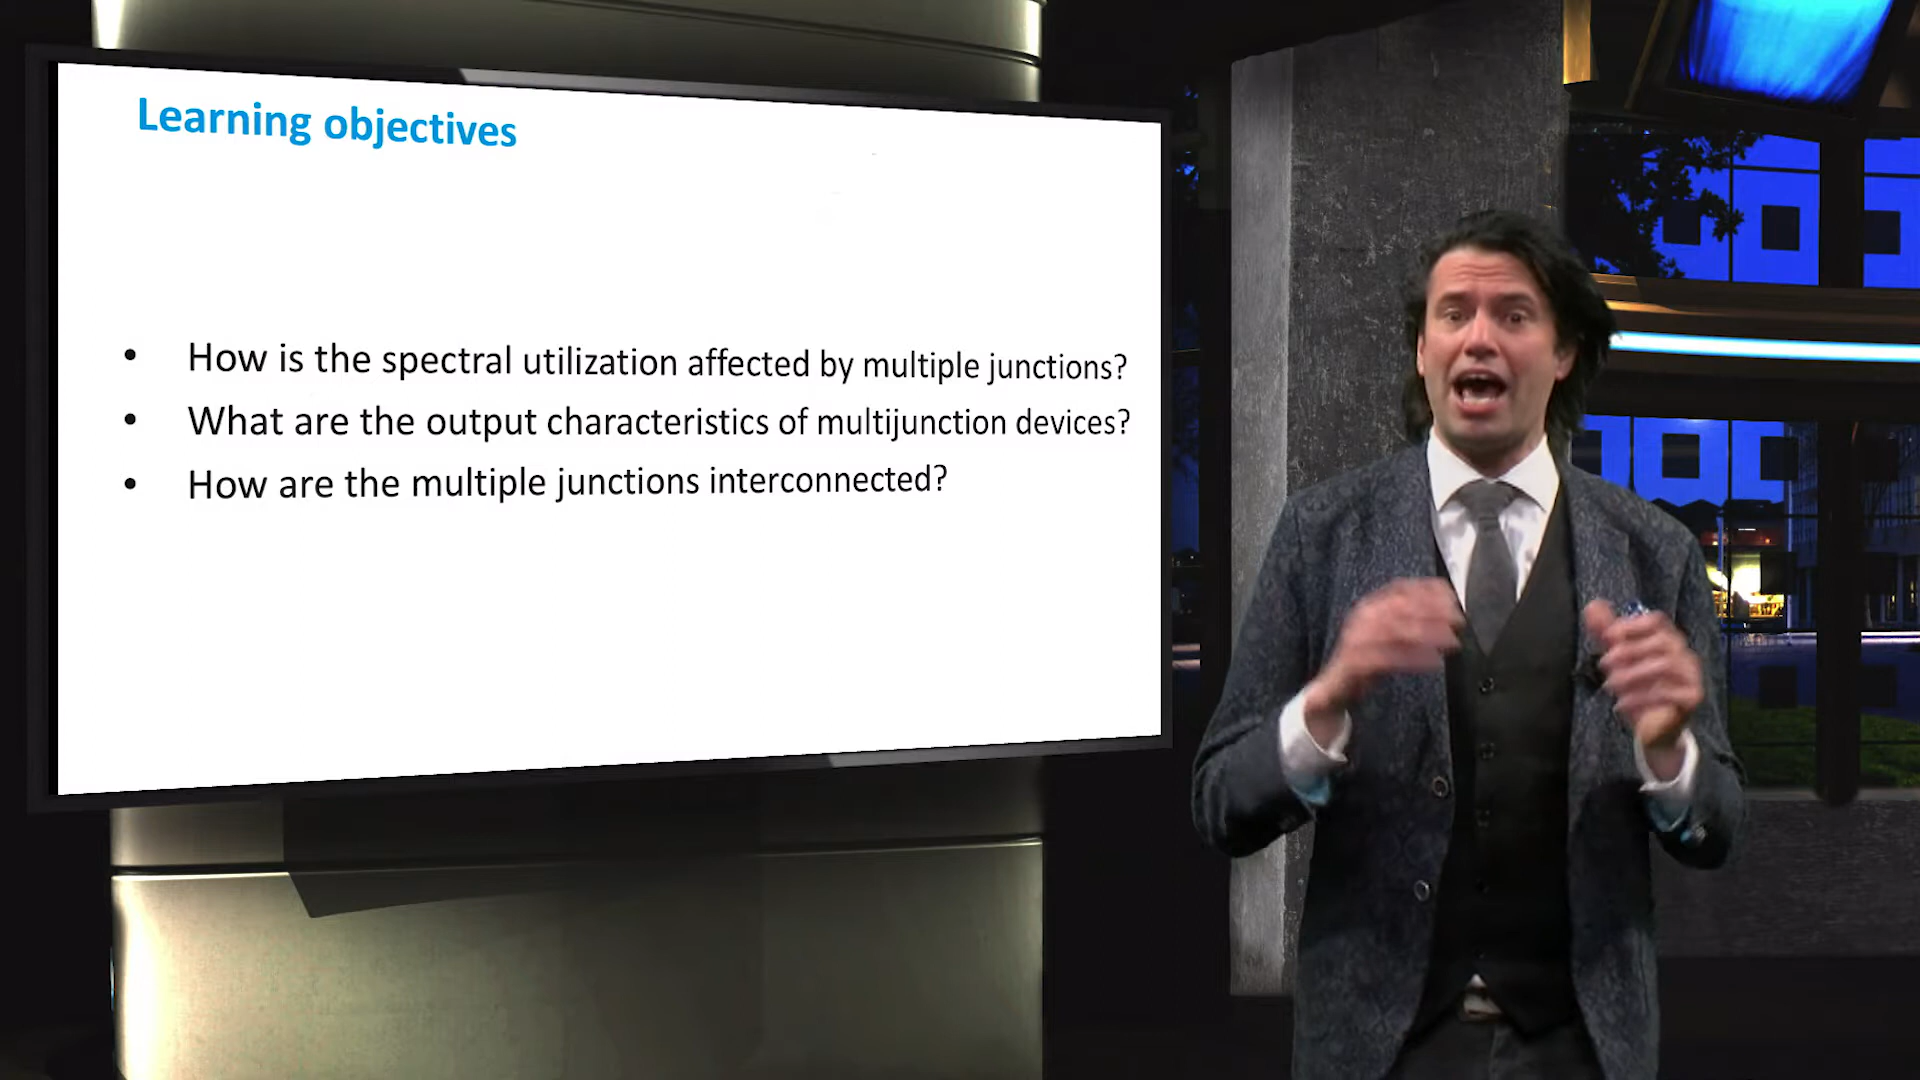 Learning objectives
• How is the spectral utilization affected by multiple junctions?
• What are the output characteristics of multijunction devices?
• How are the multiple junctions interconnected?